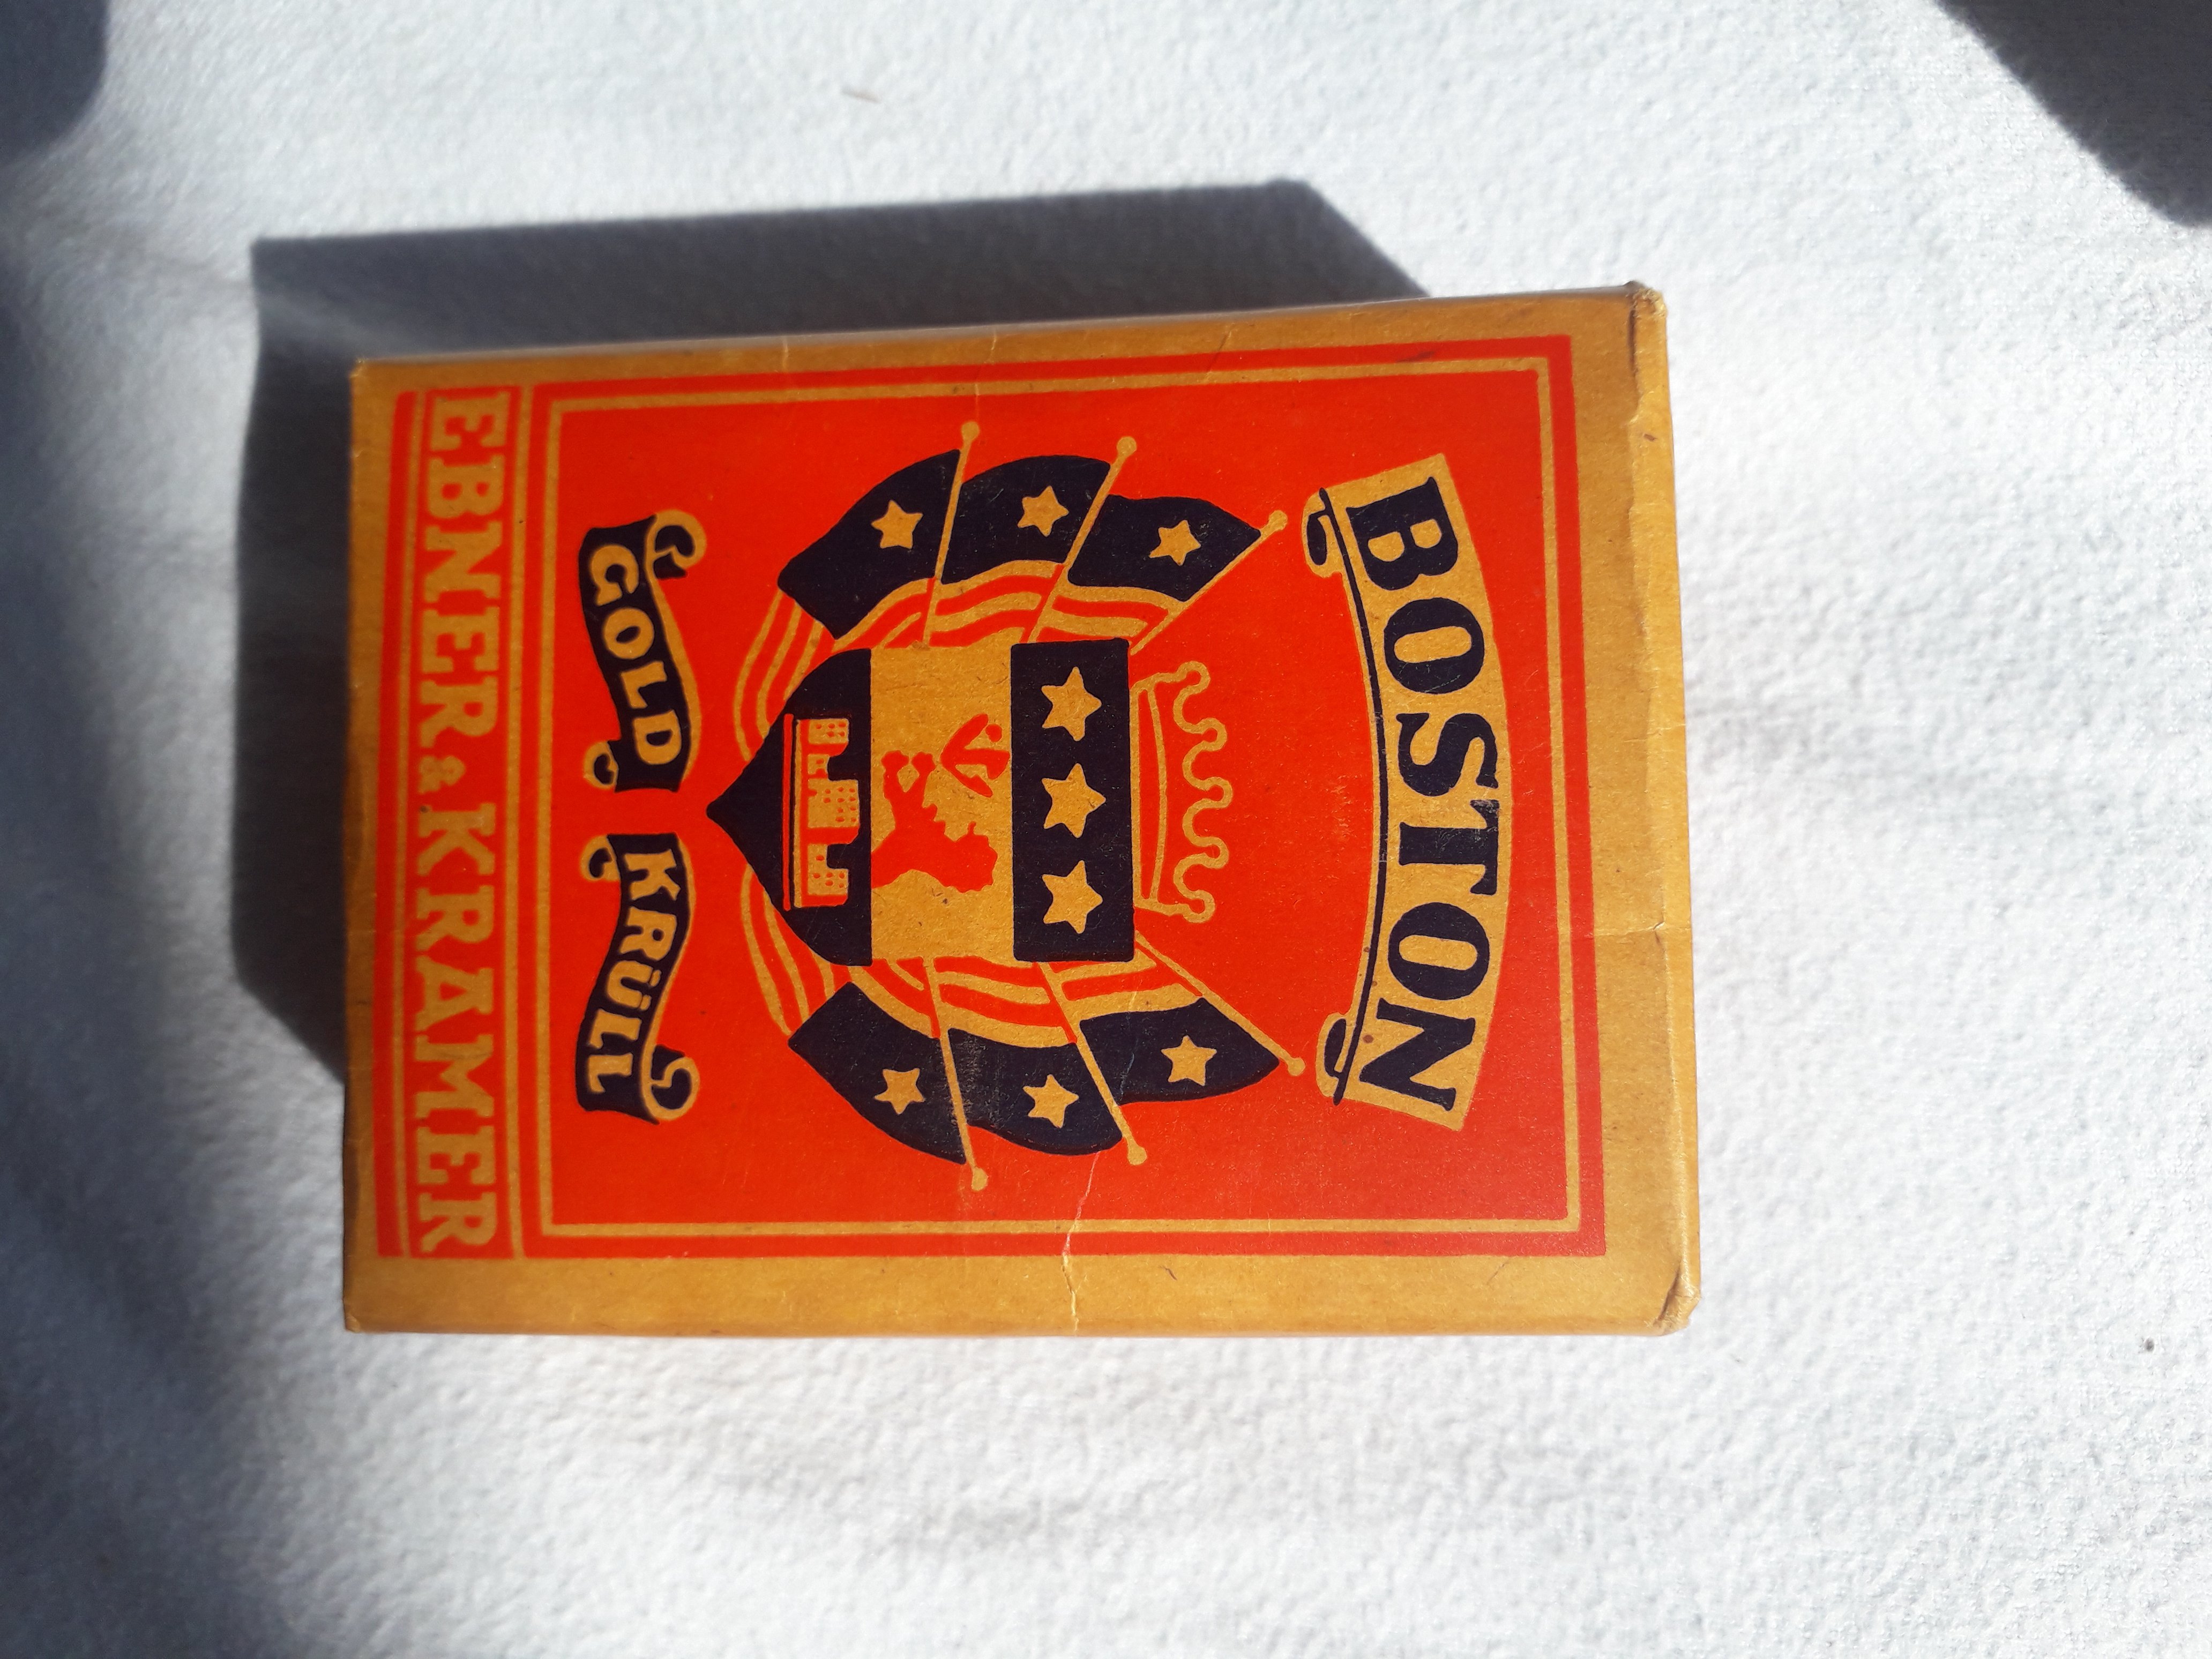 BOSTON
GOLD KRÜLL
EBNER & KRAMER